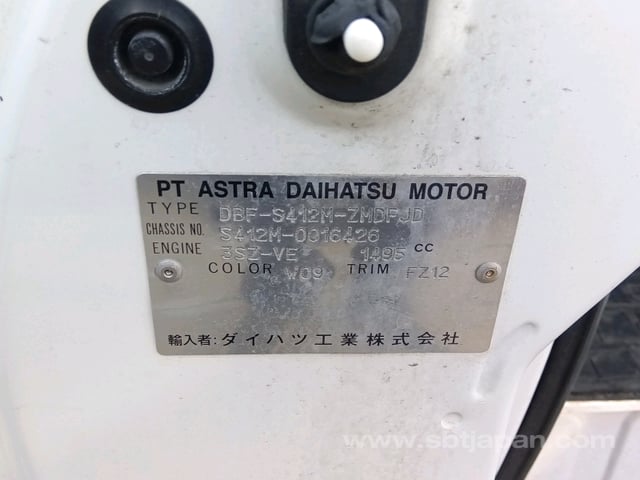 PT ASTRA DAIHATSU MOTOR
TYPE DBF-S412M-ZMDFJD
CHASSIS NO. S412M-0016426
ENGINE 3SZ-VE 1495 cc
COLOR W09 TRIM FZ12
輸入者: ダイハツ工業株式会社
www.sbtjapan.com